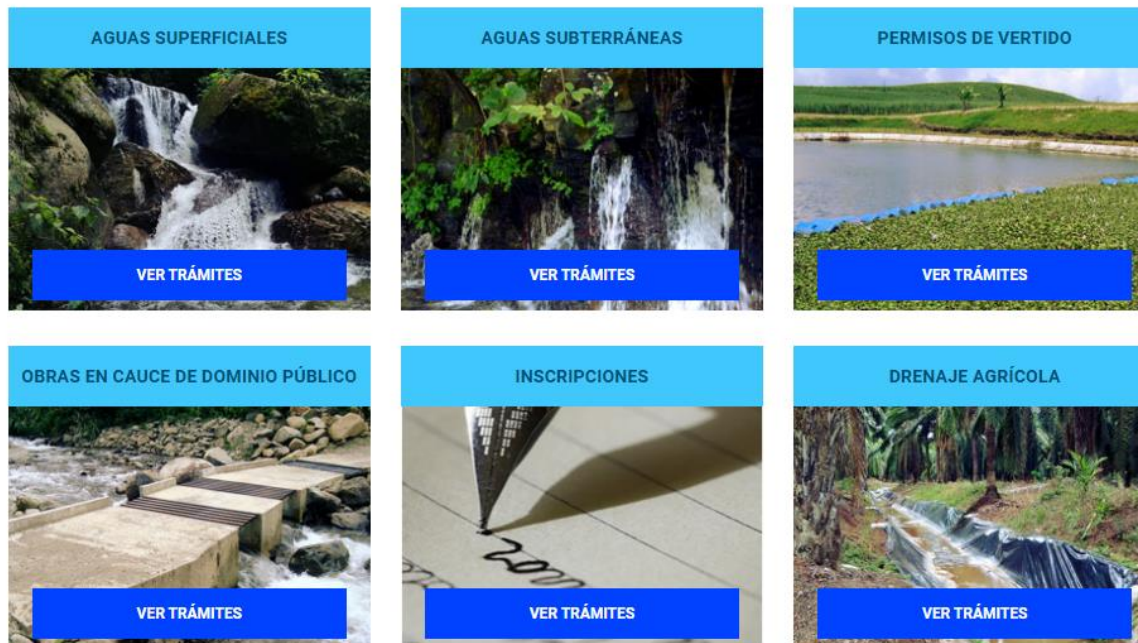 AGUAS SUPERFICIALES
AGUAS SUBTERRÁNEAS
PERMISOS DE VERTIDO
VER TRÁMITES
VER TRÁMITES
VER TRÁMITES
OBRAS EN CAUCE DE DOMINIO PÚBLICO
INSCRIPCIONES
DRENAJE AGRÍCOLA
VER TRÁMITES
VER TRÁMITES
VER TRÁMITES